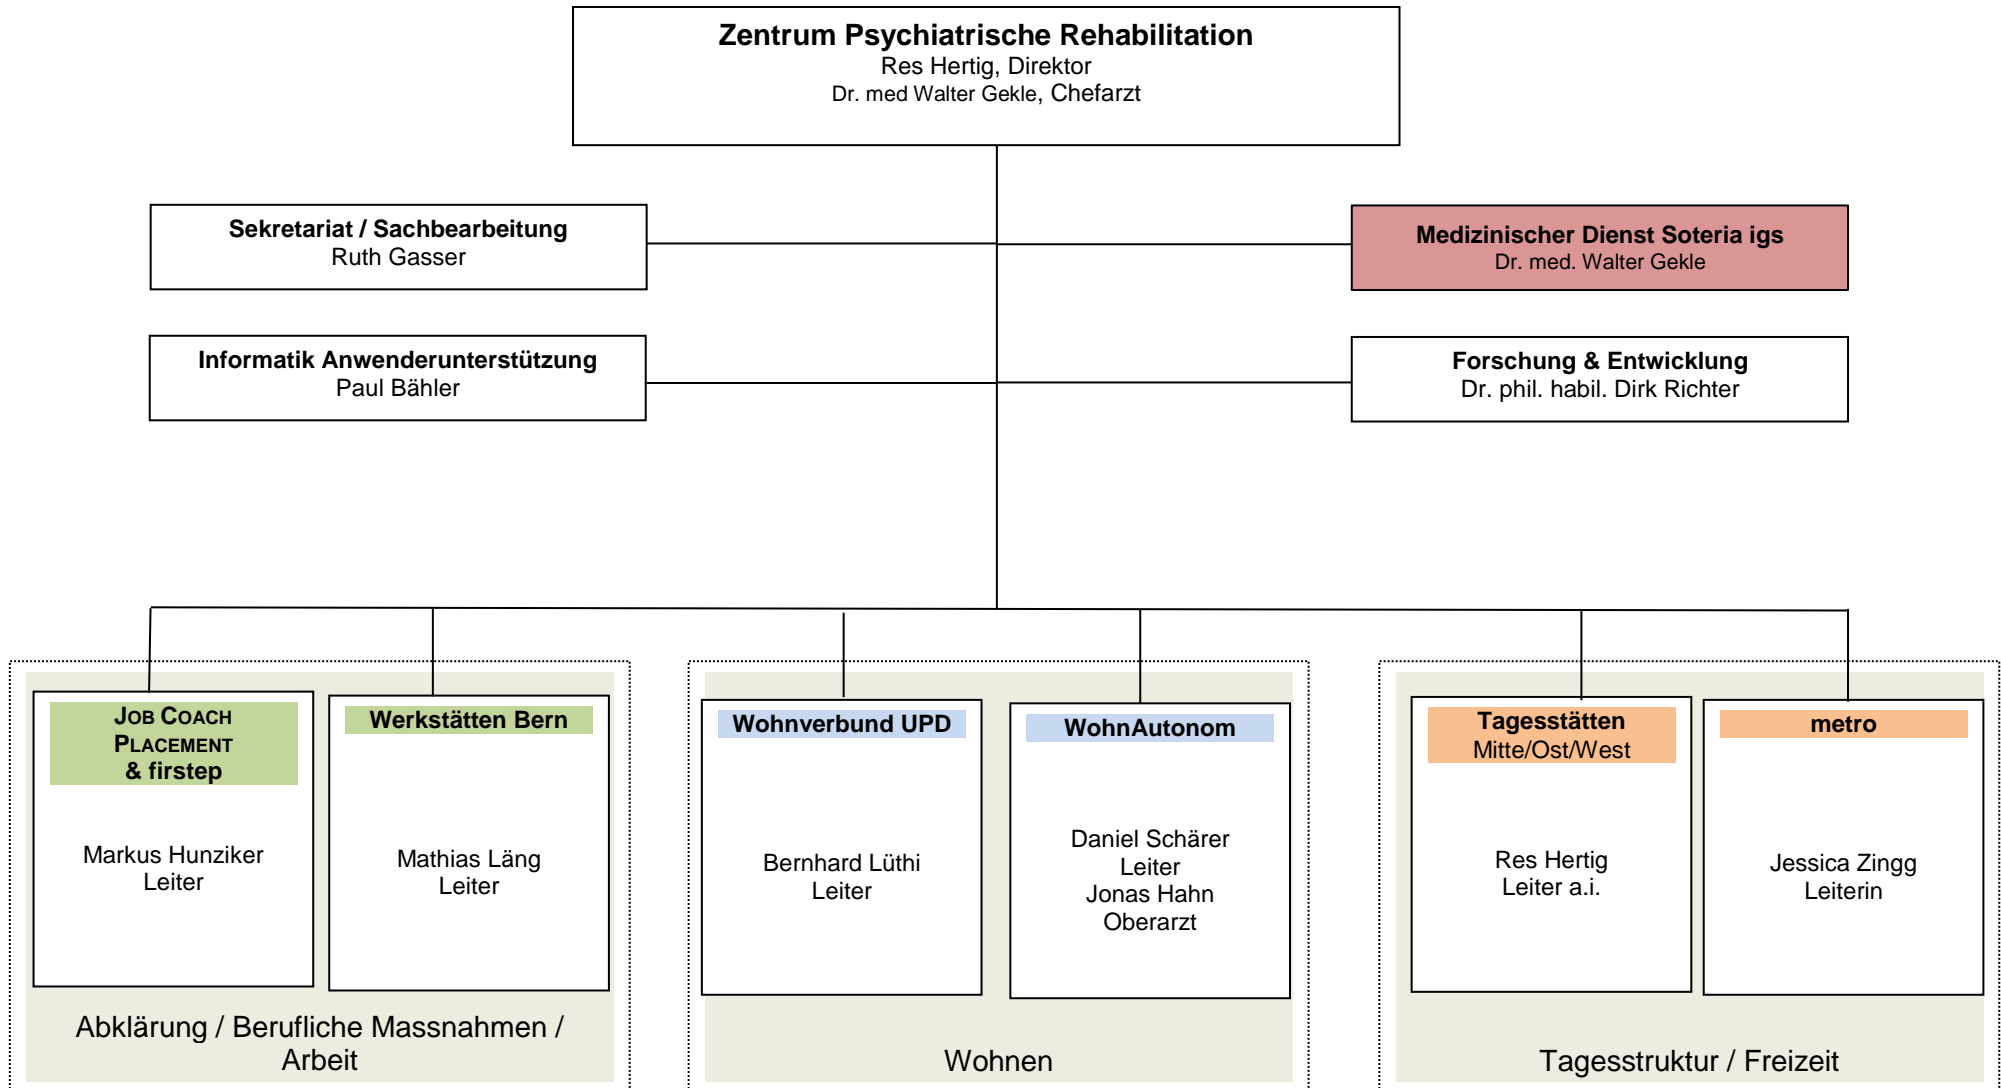 Zentrum Psychiatrische Rehabilitation
Res Hertig, Direktor
Dr. med Walter Gekle, Chefarzt
Sekretariat / Sachbearbeitung
Ruth Gasser
Medizinischer Dienst Soteria igs
Dr. med. Walter Gekle
Informatik Anwenderunterstützung
Paul Bähler
Forschung & Entwicklung
Dr. phil. habil. Dirk Richter
JOB COACH
PLACEMENT
& firstep
Markus Hunziker
Leiter
Werkstätten Bern
Mathias Läng
Leiter
Abklärung / Berufliche Massnahmen /
Arbeit
Wohnverbund UPD
Bernhard Lüthi
Leiter
WohnAutonom
Daniel Schärer
Leiter
Jonas Hahn
Oberarzt
Wohnen
Tagesstätten
Mitte/Ost/West
Res Hertig
Leiter a.i.
metro
Jessica Zingg
Leiterin
Tagesstruktur / Freizeit